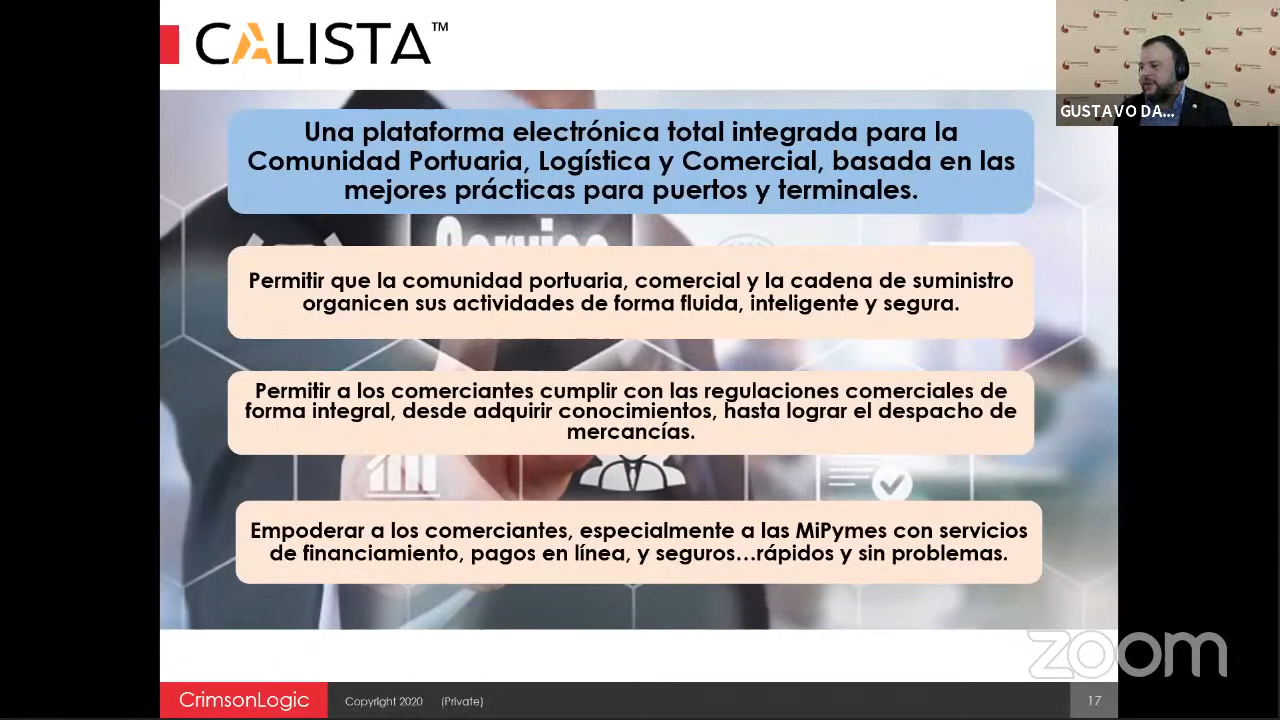 CALISTA™
GUSTAVO DA...
Una plataforma electrónica total integrada para la
Comunidad Portuaria, Logística y Comercial, basada en las
mejores prácticas para puertos y terminales.
Service
Permitir que la comunidad portuaria, comercial y la cadena de suministro
organicen sus actividades de forma fluida, inteligente y segura.
Permitir a los comerciantes cumplir con las regulaciones comerciales de
forma integral, desde adquirir conocimientos, hasta lograr el despacho de
mercancías.
Empoderar a los comerciantes, especialmente a las MiPymes con servicios
de financiamiento, pagos en línea, y seguros...rápidos y sin problemas.
zoom
CrimsonLogic Copyright 2020 (Private) 17